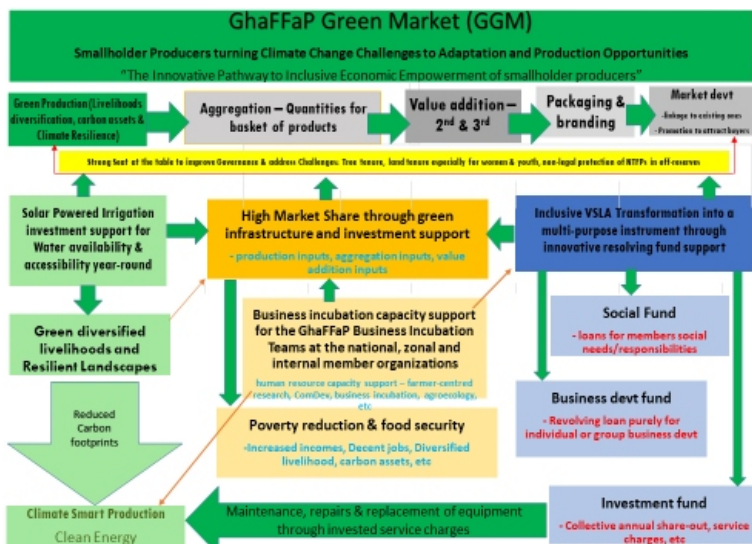 GhaFFaP Green Market (GGM)
Smallholder Producers turning Climate Change Challenges to Adaptation and Production Opportunities
"The Innovative Pathway to Inclusive Economic Empowerment of smallholder producers"
Green Production (Livelihoods
diversification, carbon assets &
Climate Resilience)
Aggregation – Quantities for
basket of products
Value addition –
2nd & 3rd
Packaging &
branding
Market devt
-linkage to existing ones
- Promotion to attract buyers
Strong Seat at the table to improve Governance & address Challenges: Tree tenure, land tenure especially for women & youth, non-legal protection of NTFPs in off-reserves
Solar Powered Irrigation
investment support for
Water availability &
accessibility year-round
High Market Share through green
infrastructure and investment support
- production inputs, aggregation inputs, value
addition inputs
Inclusive VSLA Transformation into a
multi-purpose instrument through
innovative resolving fund support
Green diversified
livelihoods and
Resilient Landscapes
Business incubation capacity support
for the GhaFFaP Business Incubation
Teams at the national, zonal and
internal member organizations
human resource capacity support – farmer-centred
research, ComDev, business incubation, agroecology,
etc
Social Fund
- loans for members social
needs/responsibilities
Business devt fund
- Revolving loan purely for
individual or group business devt
Reduced
Carbon
footprints
Poverty reduction & food security
-Increased incomes, Decent jobs, Diversified
livelihood, carbon assets, etc
Climate Smart Production
Clean Energy
Maintenance, repairs & replacement of equipment
through invested service charges
Investment fund
- Collective annual share-out, service
charges, etc